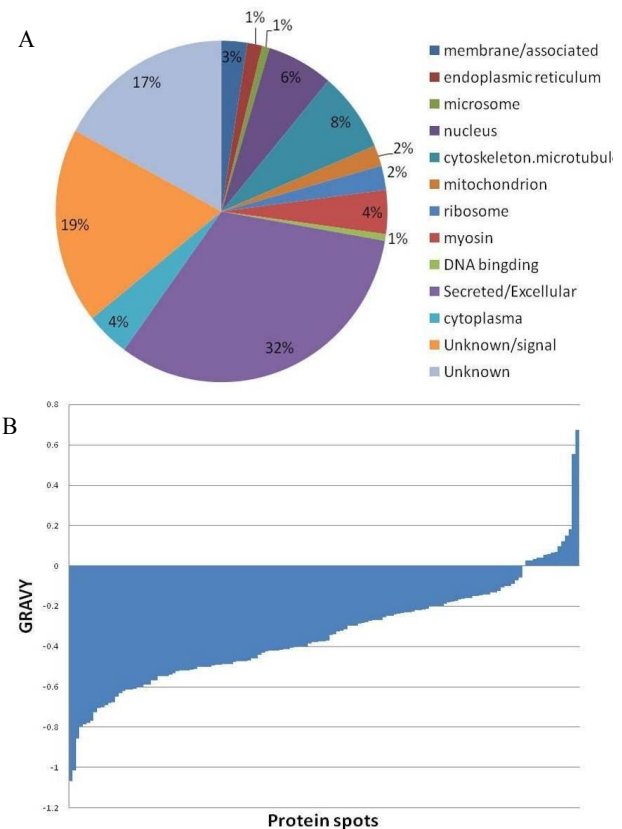 A
3%
1%
1%
6%
8%
2%
2%
4%
1%
32%
4%
19%
17%
membrane/associated
endoplasmic reticulum
microsome
nucleus
cytoskeleton.microtubul
mitochondrion
ribosome
myosin
DNA bingding
Secreted/Excellular
cytoplasma
Unknown/signal
Unknown
B
0.8
0.6
0.4
0.2
0
-0.2
-0.4
-0.6
-0.8
-1
-1.2
GRAVY
Protein spots